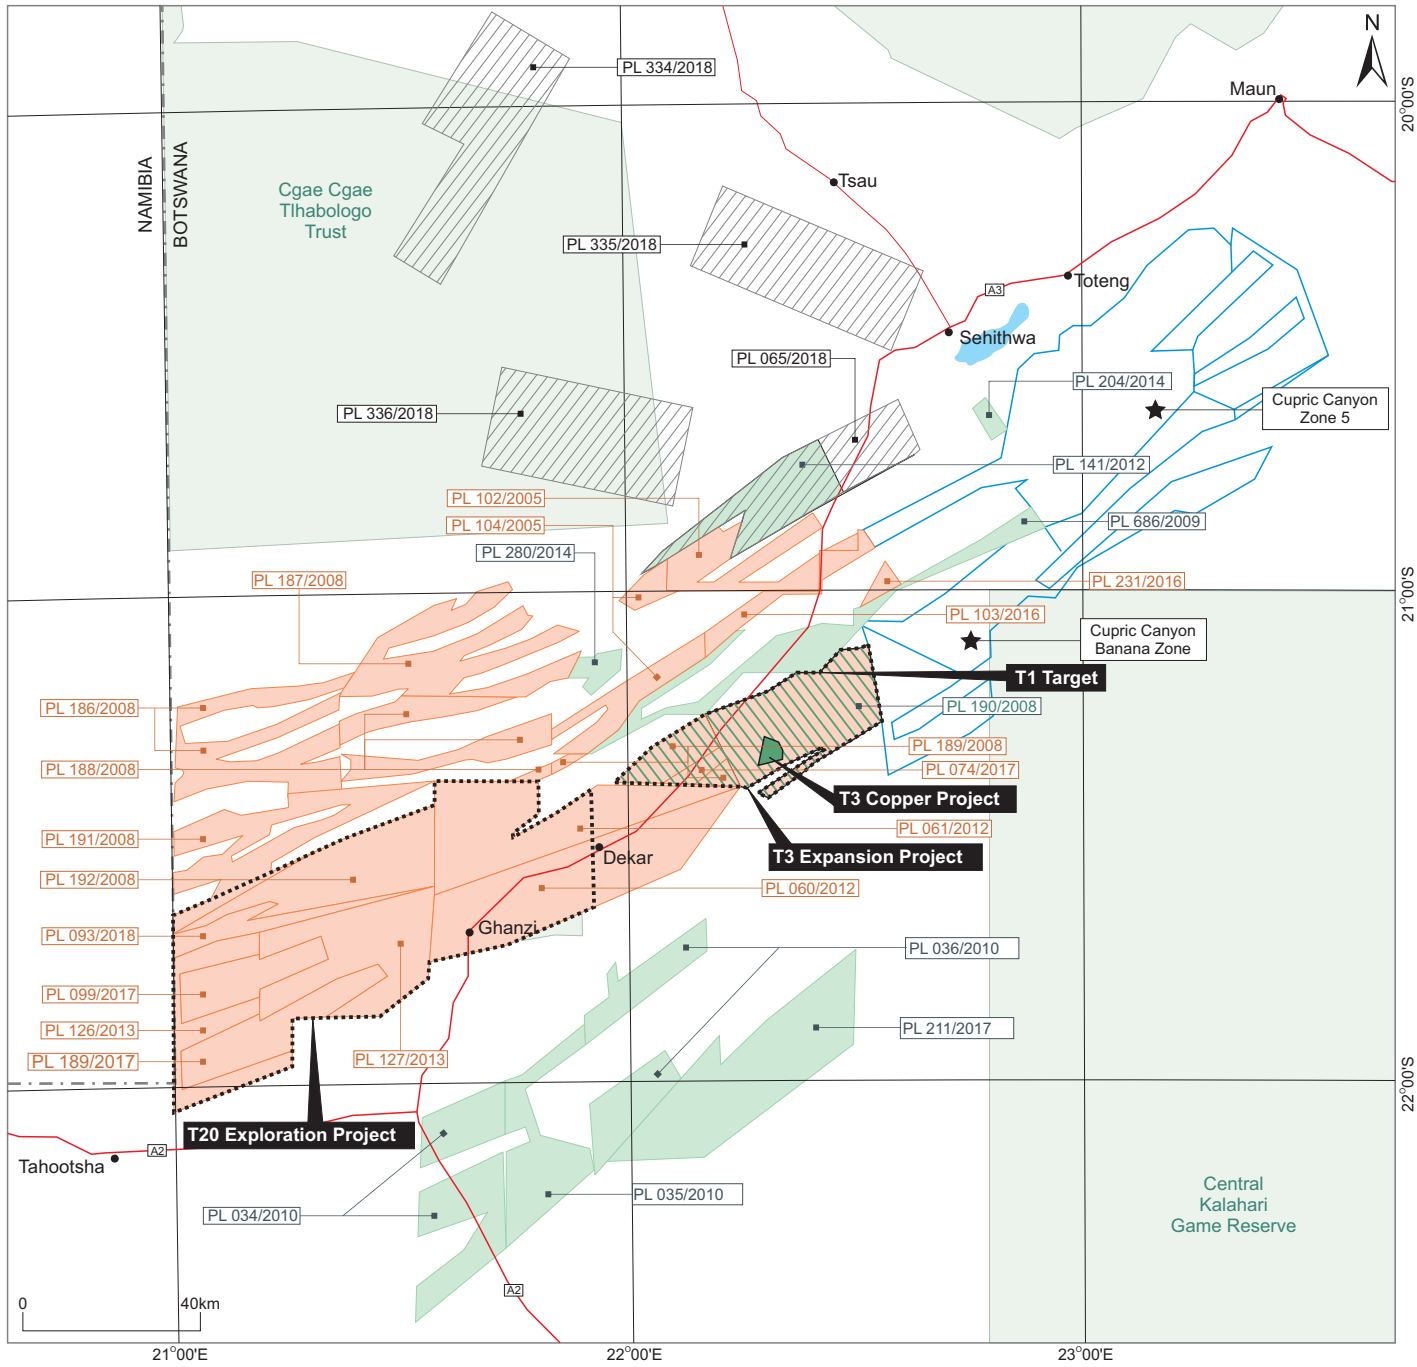 N
PL 334/2018
Maun
20°00'S
NAMIBIA
BOTSWANA
Cgae Cgae
Tlhabologo
Trust
Tsau
PL 335/2018
Toteng
A3
Sehithwa
PL 065/2018
PL 204/2014
Cupric Canyon
Zone 5
PL 336/2018
PL 141/2012
PL 102/2005
PL 104/2005
PL 686/2009
PL 280/2014
PL 187/2008
PL 231/2016
21°00'S
PL 103/2016
Cupric Canyon
Banana Zone
T1 Target
PL 186/2008
PL 190/2008
PL 189/2008
PL 188/2008
PL 074/2017
T3 Copper Project
PL 191/2008
PL 061/2012
Dekar
T3 Expansion Project
PL 192/2008
PL 060/2012
Ghanzi
PL 093/2018
PL 036/2010
PL 099/2017
PL 126/2013
PL 211/2017
PL 189/2017
PL 127/2013
22°00'S
T20 Exploration Project
A2
Tahootsha
PL 035/2010
PL 034/2010
Central
Kalahari
Game Reserve
A2
0
40km
21°00'E
22°00'E
23°00'E